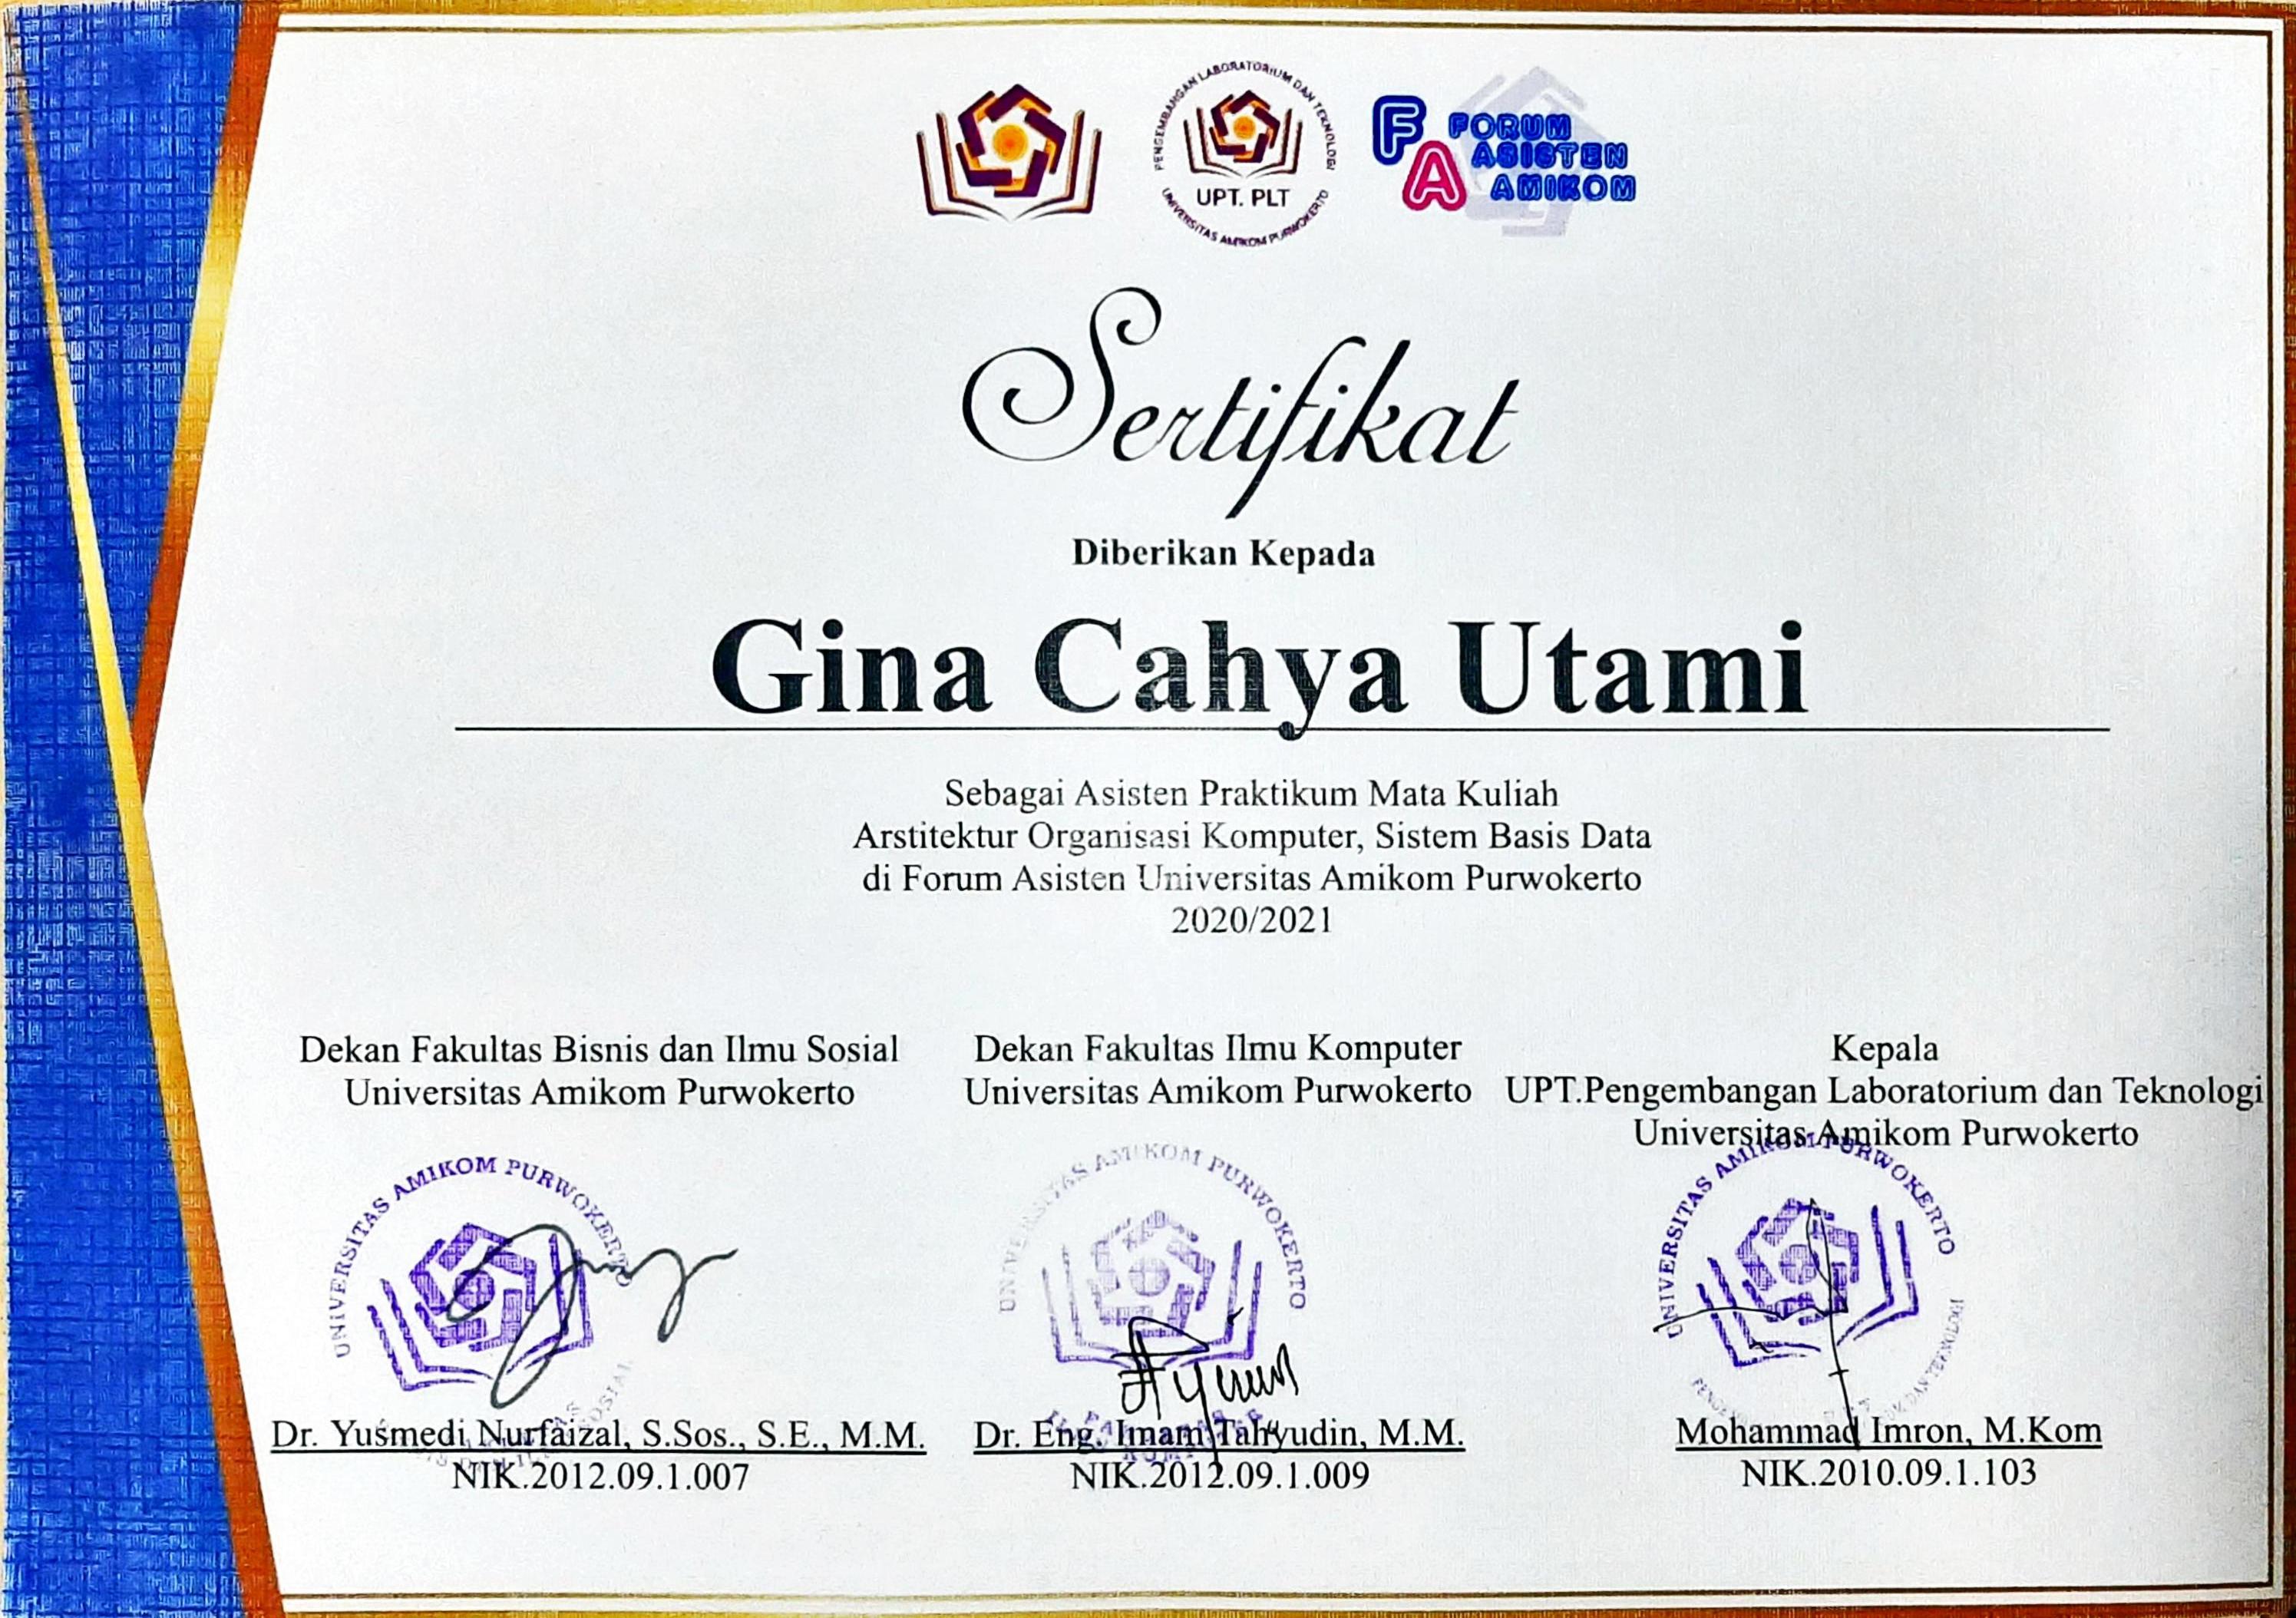 PENGEMBANGAN LABORATORIUM DAN TEKNOLOGI
UPT. PLT
UNIVERSITAS AMIKOM PURWOKERTO
FA FORUM
ASISTEN
AMIKOM
Sertifikat
Diberikan Kepada
Gina Cahya Utami
Sebagai Asisten Praktikum Mata Kuliah
Arstitektur Organisasi Komputer, Sistem Basis Data
di Forum Asisten Universitas Amikom Purwokerto
2020/2021
Dekan Fakultas Bisnis dan Ilmu Sosial
Universitas Amikom Purwokerto
UNIVERSITAS AMIKOM PURWOKERTO
SOSIAL
Dr. Yusmedi Nurfaizal, S.Sos., S.E., M.M.
NIK.2012.09.1.007
Dekan Fakultas Ilmu Komputer
Universitas Amikom Purwokerto
UNIVERSITAS AMIKOM PURWOKERTO
Dr. Eng. Imam Tahyudin, M.M.
NIK.2012.09.1.009
Kepala
UPT.Pengembangan Laboratorium dan Teknologi
Universitas Amikom Purwokerto
UNIVERSITAS AMIKOM PURWOKERTO
Mohammad Imron, M.Kom
NIK.2010.09.1.103